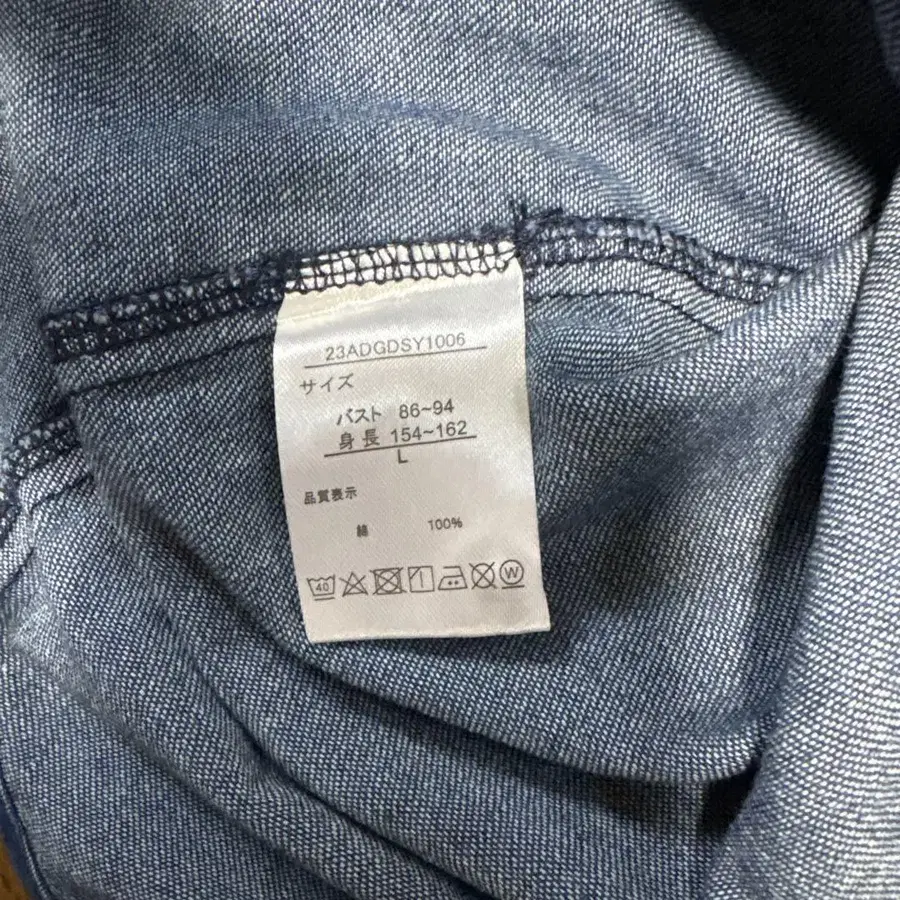 23ADGDSY1006
サイズ
バスト 86~94
身長 154~162
L
品質表示
綿 100%
40 W